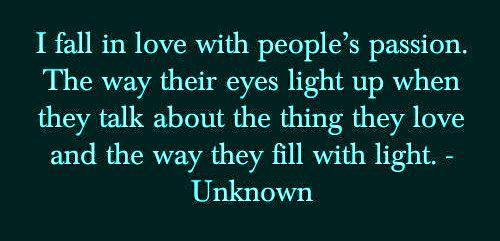 I fall in love with people’s passion.
The way their eyes light up when
they talk about the thing they love
and the way they fill with light. -
Unknown